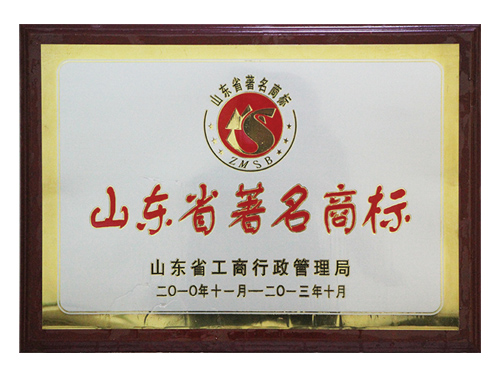 山东省著名商标
ZMSB
山东省著名商标
山东省工商行政管理局
二〇一〇年十一月—二〇一三年十月